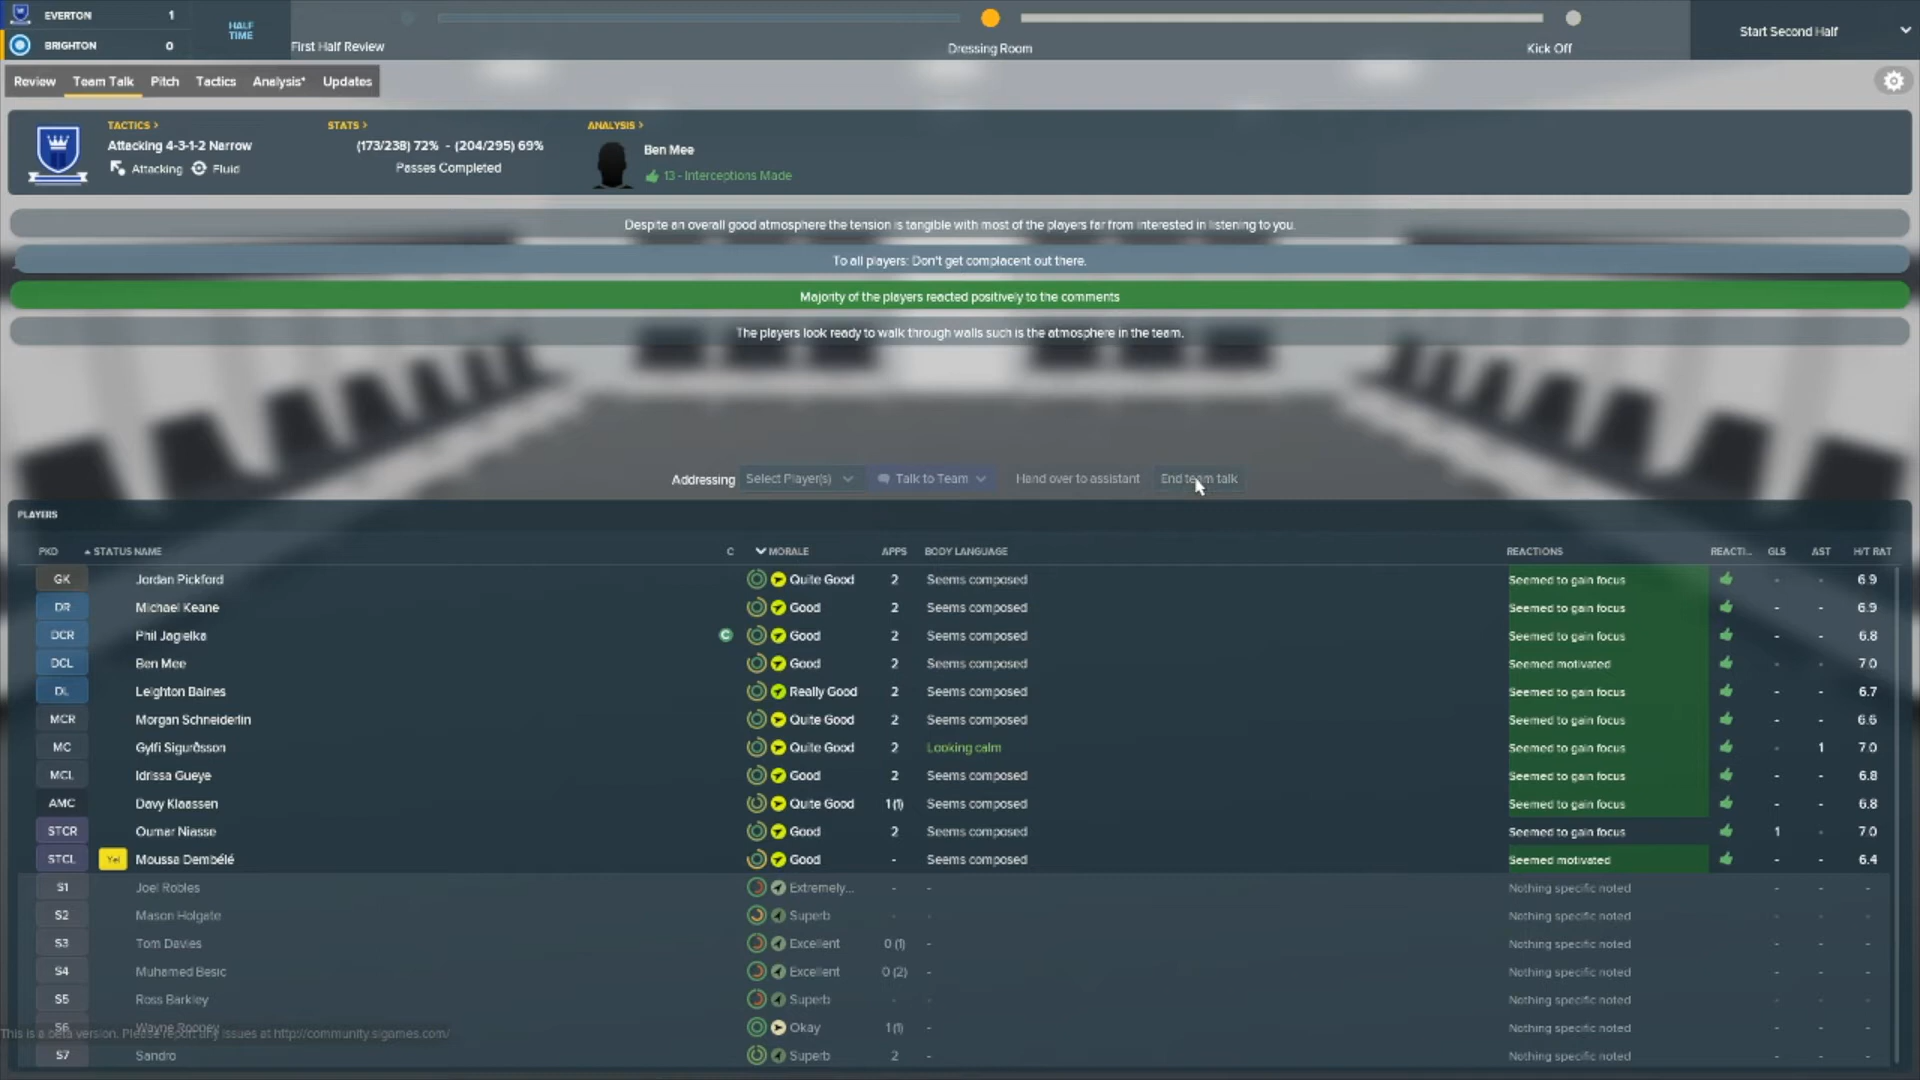 EVERTON 1
BRIGHTON 0
HALF TIME
First Half Review
Dressing Room
Kick Off
Start Second Half
Review Team Talk Pitch Tactics Analysis* Updates
TACTICS >
Attacking 4-3-1-2 Narrow
Attacking Fluid
STATS >
(173/238) 72% - (204/295) 69%
Passes Completed
ANALYSIS >
Ben Mee
13 - Interceptions Made
Despite an overall good atmosphere the tension is tangible with most of the players far from interested in listening to you.
To all players: Don't get complacent out there.
Majority of the players reacted positively to the comments
The players look ready to walk through walls such is the atmosphere in the team.
Addressing Select Player(s) Talk to Team Hand over to assistant End team talk
PLAYERS
PKD STATUS NAME C MORALE APPS BODY LANGUAGE REACTIONS REACTI... GLS AST H/T RAT
GK Jordan Pickford Quite Good 2 Seems composed Seemed to gain focus - - 6.9
DR Michael Keane Good 2 Seems composed Seemed to gain focus - - 6.9
DCR Phil Jagielka C Good 2 Seems composed Seemed to gain focus - - 6.8
DCL Ben Mee Good 2 Seems composed Seemed motivated - - 7.0
DL Leighton Baines Really Good 2 Seems composed Seemed to gain focus - - 6.7
MCR Morgan Schneiderlin Quite Good 2 Seems composed Seemed to gain focus - - 6.6
MC Gylfi Sigurðsson Quite Good 2 Looking calm Seemed to gain focus - 1 7.0
MCL Idrissa Gueye Good 2 Seems composed Seemed to gain focus - - 6.8
AMC Davy Klaassen Quite Good 1 (1) Seems composed Seemed to gain focus - - 6.8
STCR Oumar Niasse Good 2 Seems composed Seemed to gain focus 1 - 7.0
STCL Yel Moussa Dembélé Good - Seems composed Seemed motivated - - 6.4
S1 Joel Robles Extremely... - - Nothing specific noted - - -
S2 Mason Holgate Superb - - Nothing specific noted - - -
S3 Tom Davies Excellent 0 (1) - Nothing specific noted - - -
S4 Muhamed Besic Excellent 0 (2) - Nothing specific noted - - -
S5 Ross Barkley Superb - - Nothing specific noted - - -
S6 Wayne Rooney Okay 1 (1) - Nothing specific noted - - -
This is a beta version. Please report any issues at http://community.sigames.com/
S7 Sandro Superb 2 - Nothing specific noted - - -